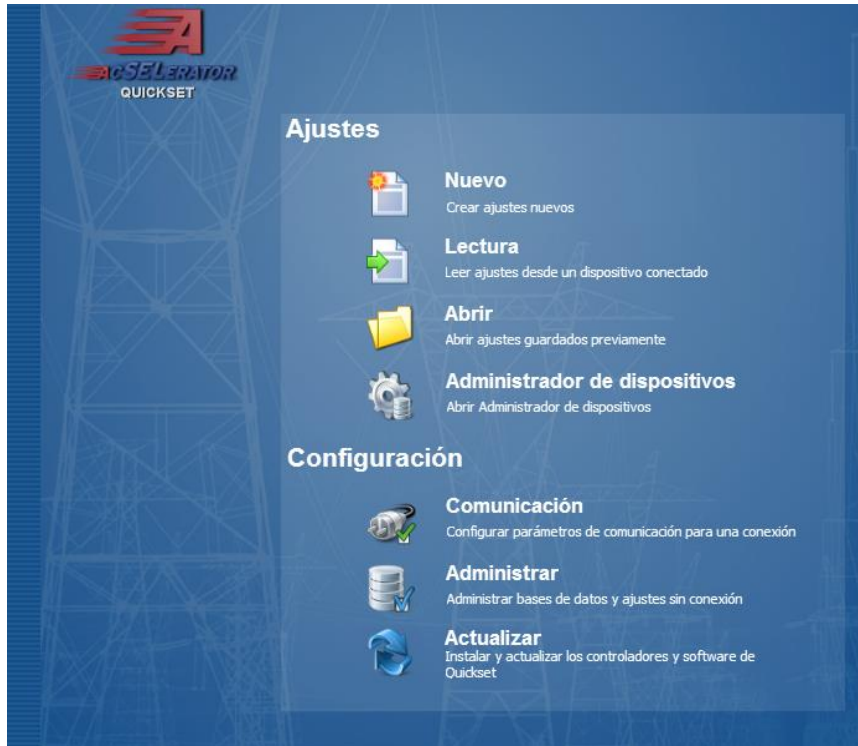 ACSELERATOR
QUICKSET
Ajustes
Nuevo
Crear ajustes nuevos
Lectura
Leer ajustes desde un dispositivo conectado
Abrir
Abrir ajustes guardados previamente
Administrador de dispositivos
Abrir Administrador de dispositivos
Configuración
Comunicación
Configurar parámetros de comunicación para una conexión
Administrar
Administrar bases de datos y ajustes sin conexión
Actualizar
Instalar y actualizar los controladores y software de
Quickset